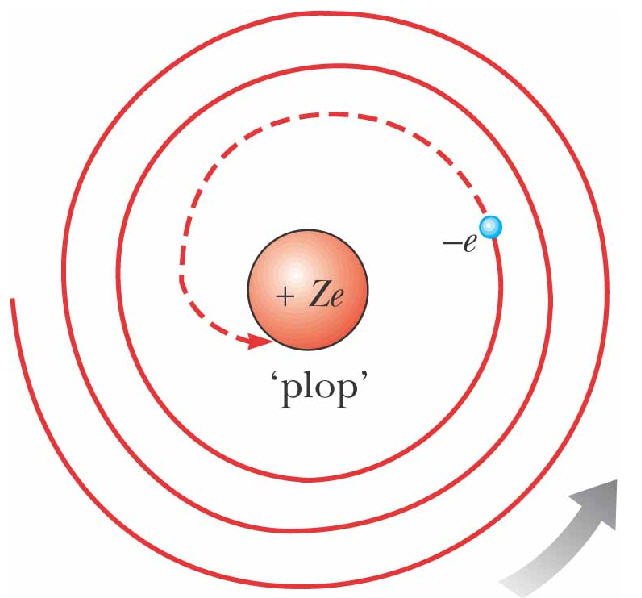 –e
+ Ze
‘plop’